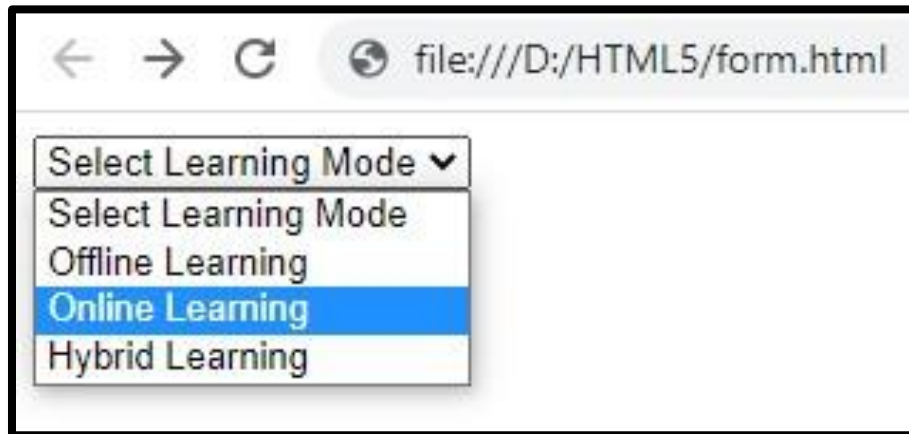 file:///D:/HTML5/form.html
Select Learning Mode
Select Learning Mode
Offline Learning
Online Learning
Hybrid Learning